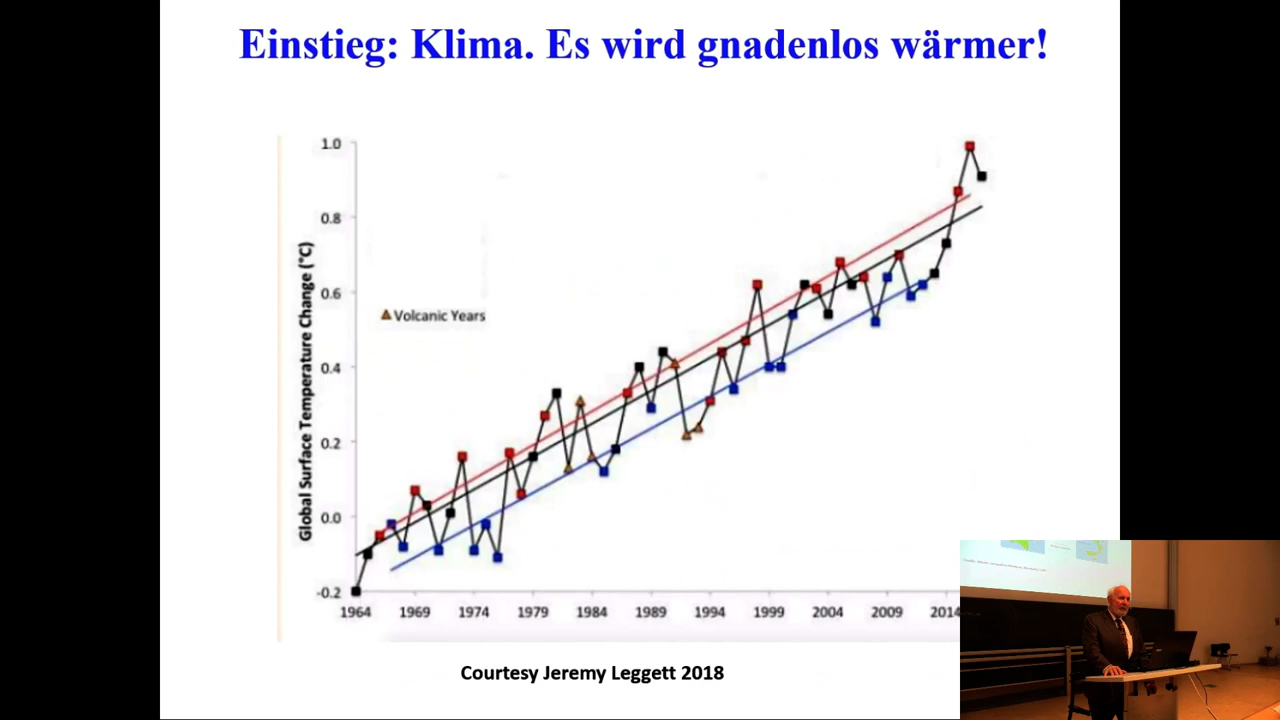 Einstieg: Klima. Es wird gnadenlos wärmer!
Global Surface Temperature Change (°C)
1.0
0.8
0.6
0.4
0.2
0.0
-0.2
Volcanic Years
1964 1969 1974 1979 1984 1989 1994 1999 2004 2009 2014
Courtesy Jeremy Leggett 2018